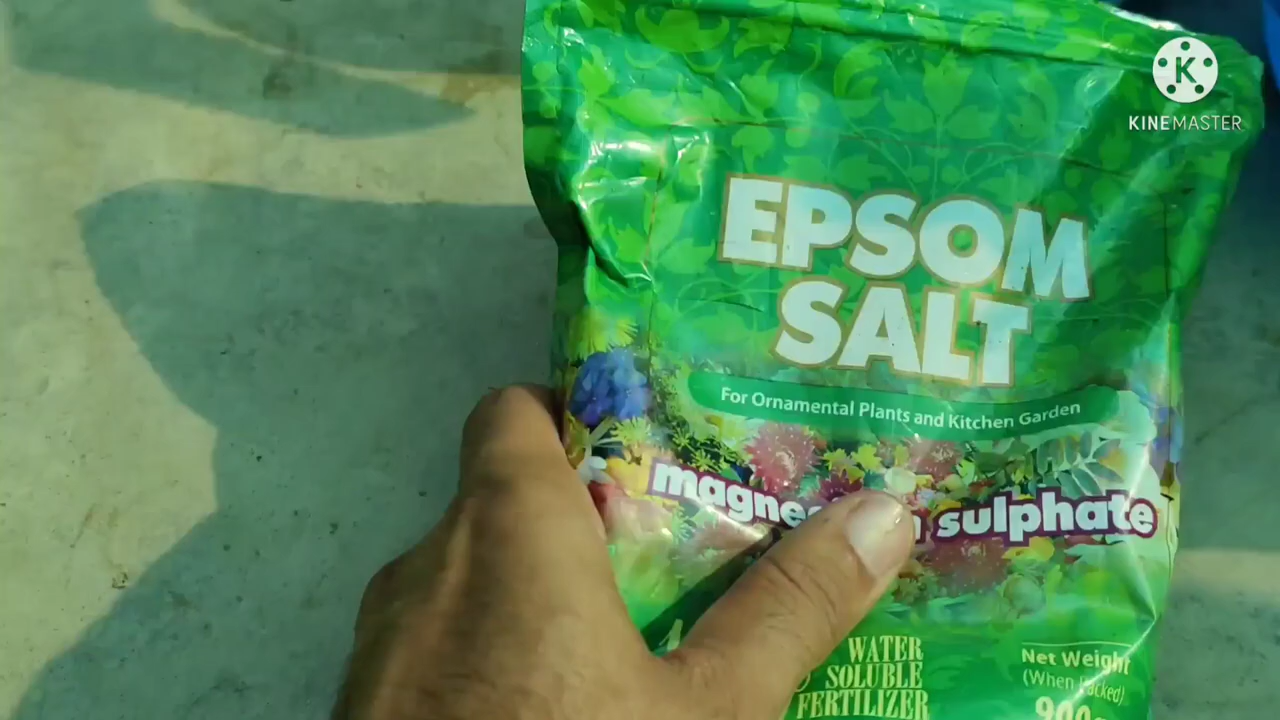 K
KINEMASTER
EPSOM
SALT
For Ornamental Plants and Kitchen Garden
sulphate
WATER
SOLUBLE
FERTILIZER
Net Weight
(When Packed)